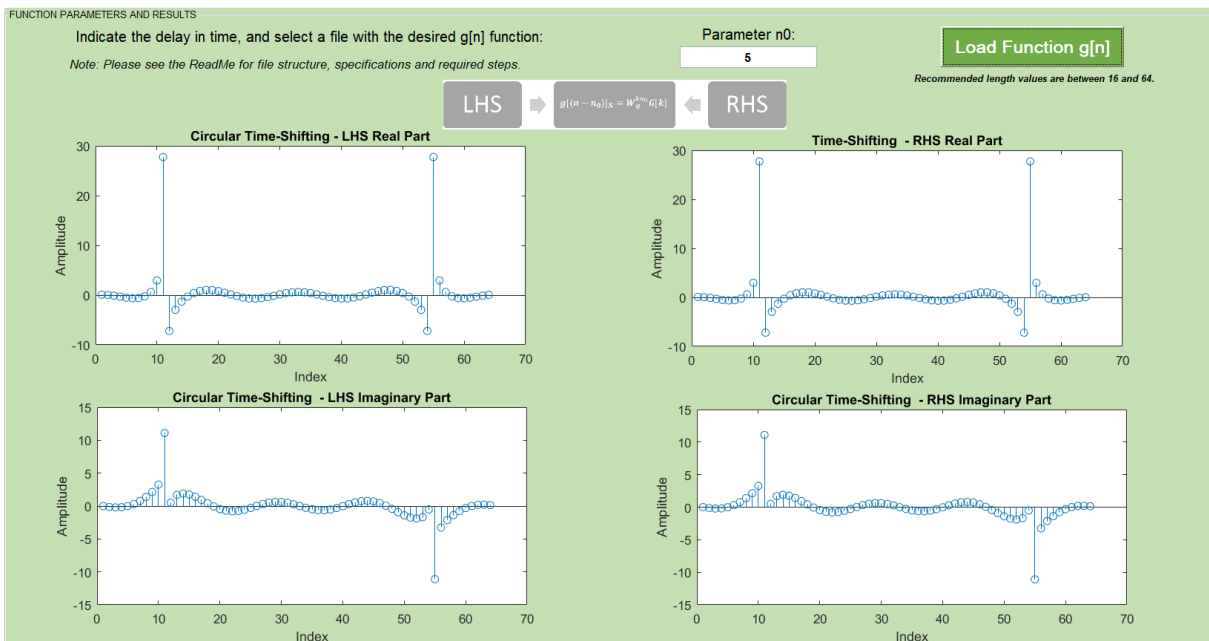 FUNCTION PARAMETERS AND RESULTS
Indicate the delay in time, and select a file with the desired g[n] function:
Note: Please see the ReadMe for file structure, specifications and required steps.
Parameter n0:
5
Load Function g[n]
Recommended length values are between 16 and 64.
LHS
g[⟨n − n₀⟩]_N = W_N^{kn₀} G[k]
RHS
Circular Time-Shifting - LHS Real Part
30
20
10
0
-10
Amplitude
0 10 20 30 40 50 60 70
Index
Time-Shifting - RHS Real Part
30
20
10
0
-10
Amplitude
0 10 20 30 40 50 60 70
Index
Circular Time-Shifting - LHS Imaginary Part
15
10
5
0
-5
-10
-15
Amplitude
0 10 20 30 40 50 60 70
Index
Circular Time-Shifting - RHS Imaginary Part
15
10
5
0
-5
-10
-15
Amplitude
0 10 20 30 40 50 60 70
Index